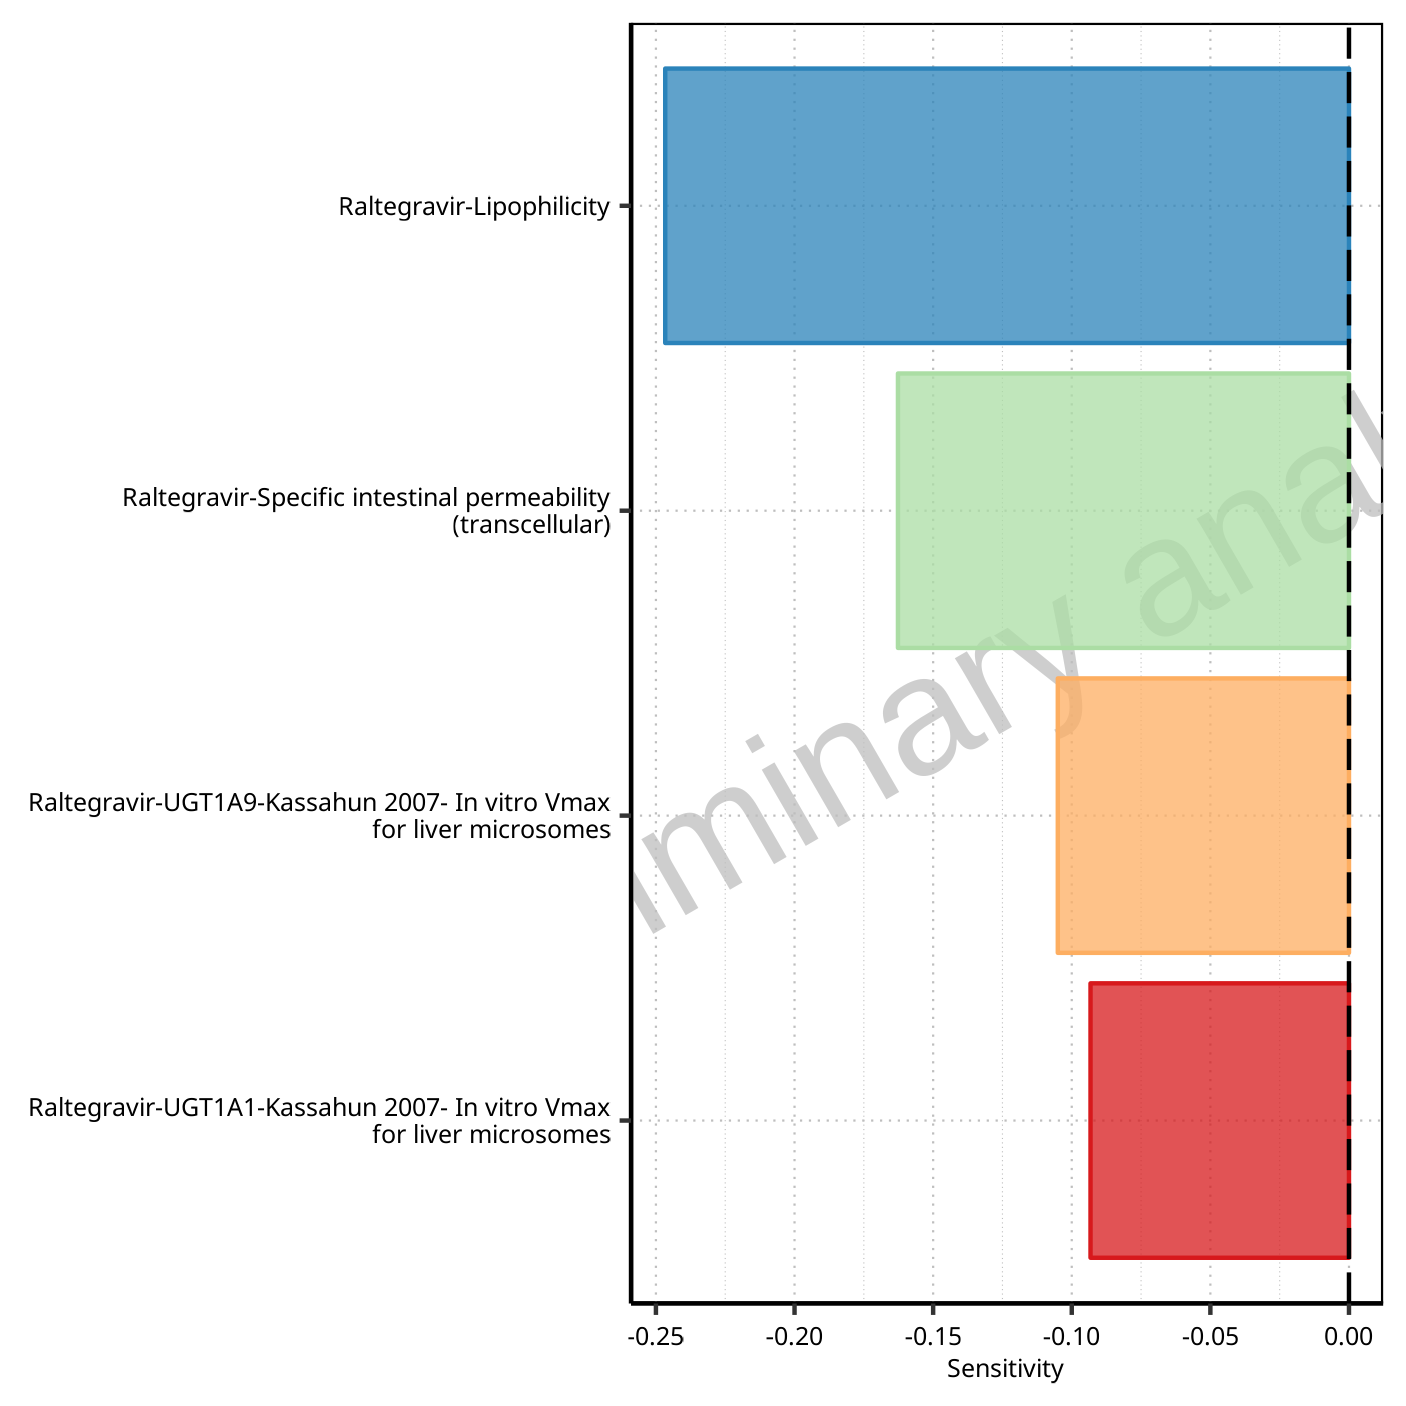 Raltegravir-Lipophilicity
Raltegravir-Specific intestinal permeability
(transcellular)
Raltegravir-UGT1A9-Kassahun 2007- In vitro Vmax
for liver microsomes
Raltegravir-UGT1A1-Kassahun 2007- In vitro Vmax
for liver microsomes
minary anal
-0.25 -0.20 -0.15 -0.10 -0.05 0.00
Sensitivity